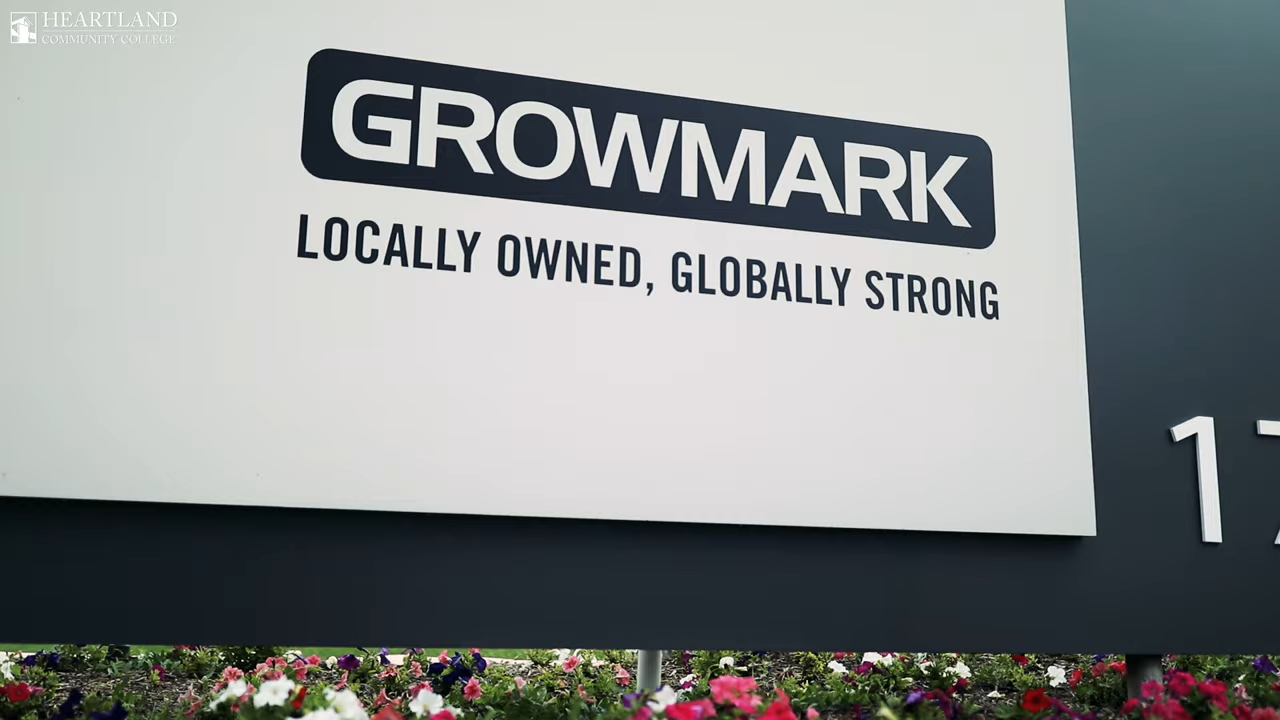 HEARTLAND
COMMUNITY COLLEGE
GROWMARK
LOCALLY OWNED, GLOBALLY STRONG
1